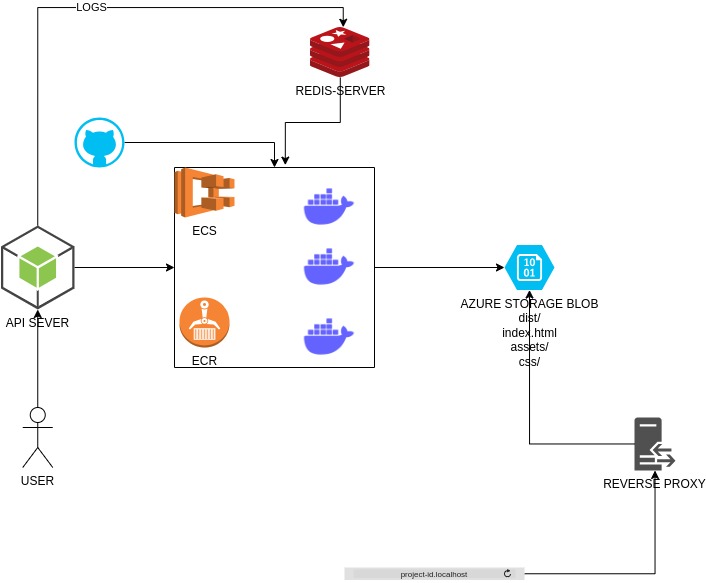 LOGS
REDIS-SERVER
ECS
API SEVER
AZURE STORAGE BLOB
dist/
index.html
assets/
css/
ECR
USER
REVERSE PROXY
project-id.localhost
10
01